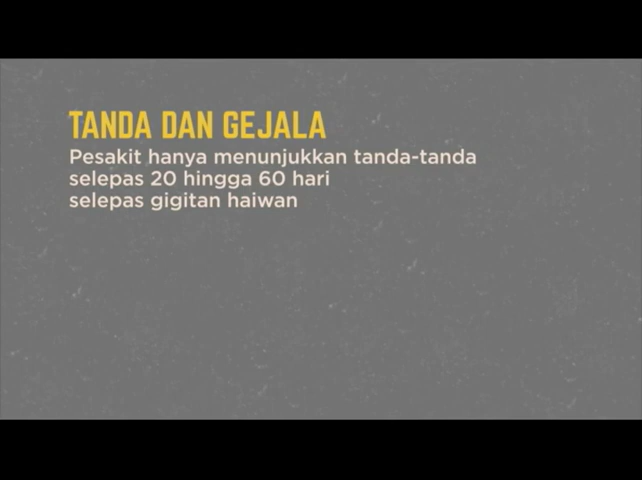 TANDA DAN GEJALA
Pesakit hanya menunjukkan tanda-tanda
selepas 20 hingga 60 hari
selepas gigitan haiwan